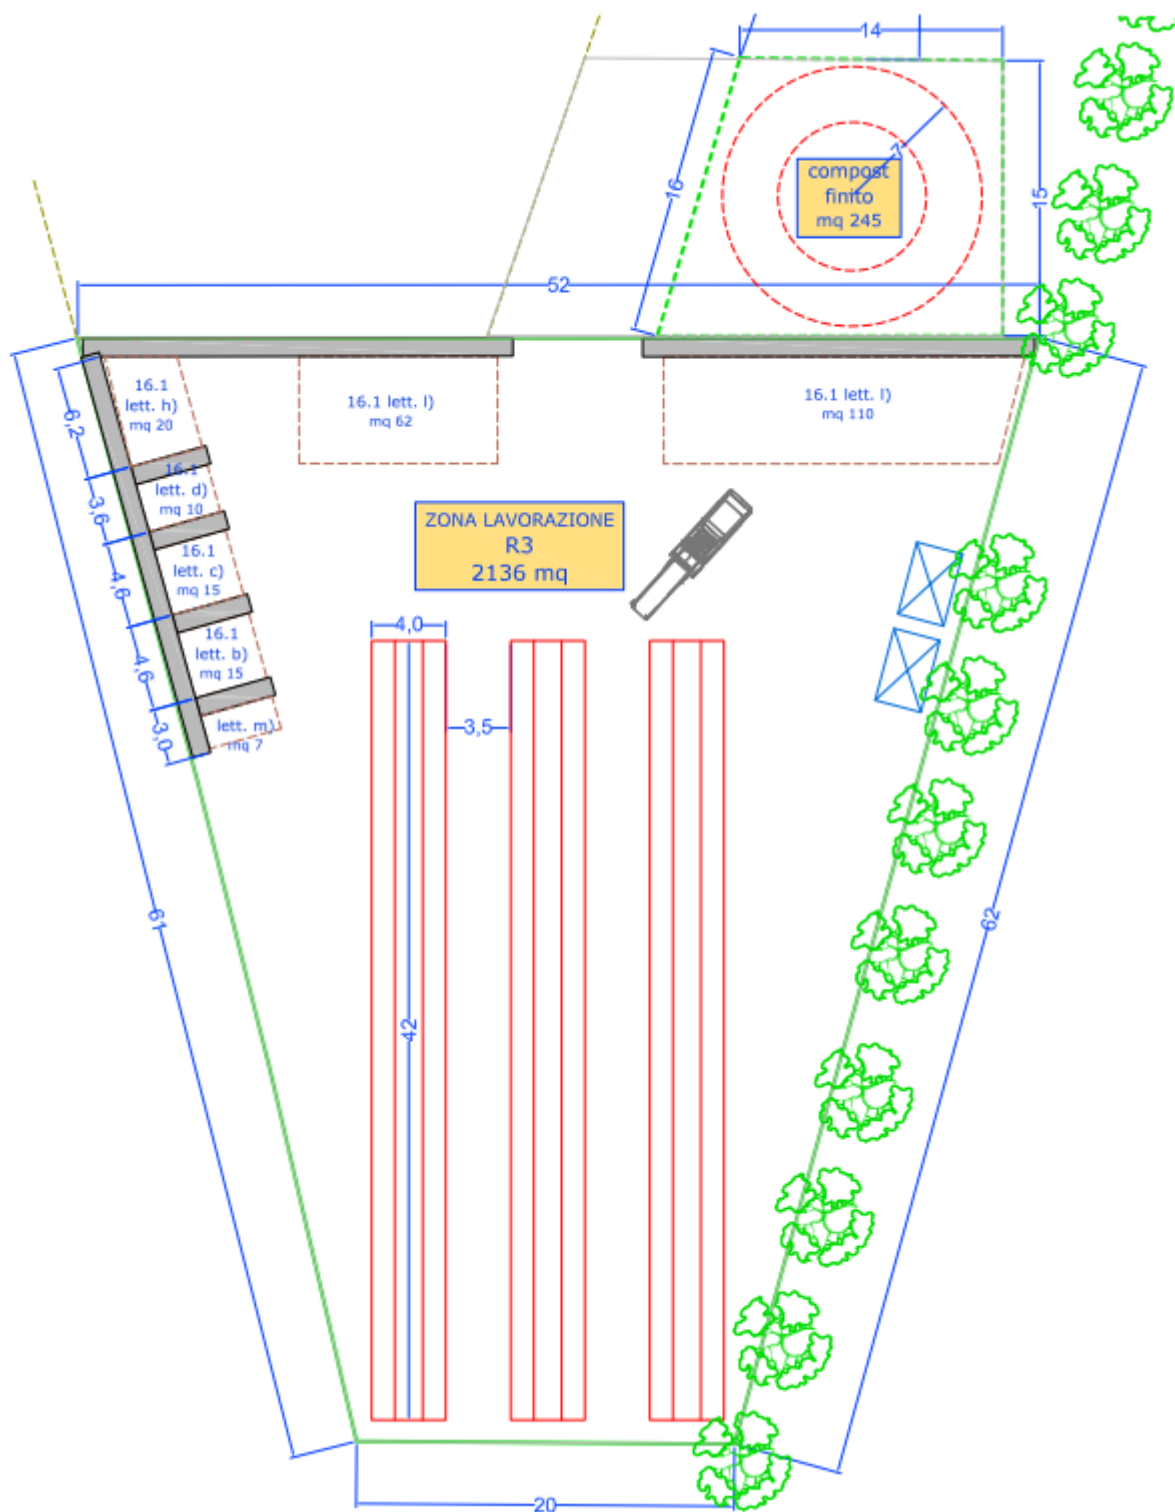 14
7
compost
finito
mq 245
16
15
52
16.1
lett. h)
mq 20
16.1 lett. l)
mq 62
16.1 lett. l)
mq 110
6,2
16.1
lett. d)
mq 10
3,6
ZONA LAVORAZIONE
R3
2136 mq
16.1
lett. c)
mq 15
4,6
4,0
16.1
lett. b)
mq 15
4,6
lett. m)
mq 7
3,0
3,5
61
62
42
20